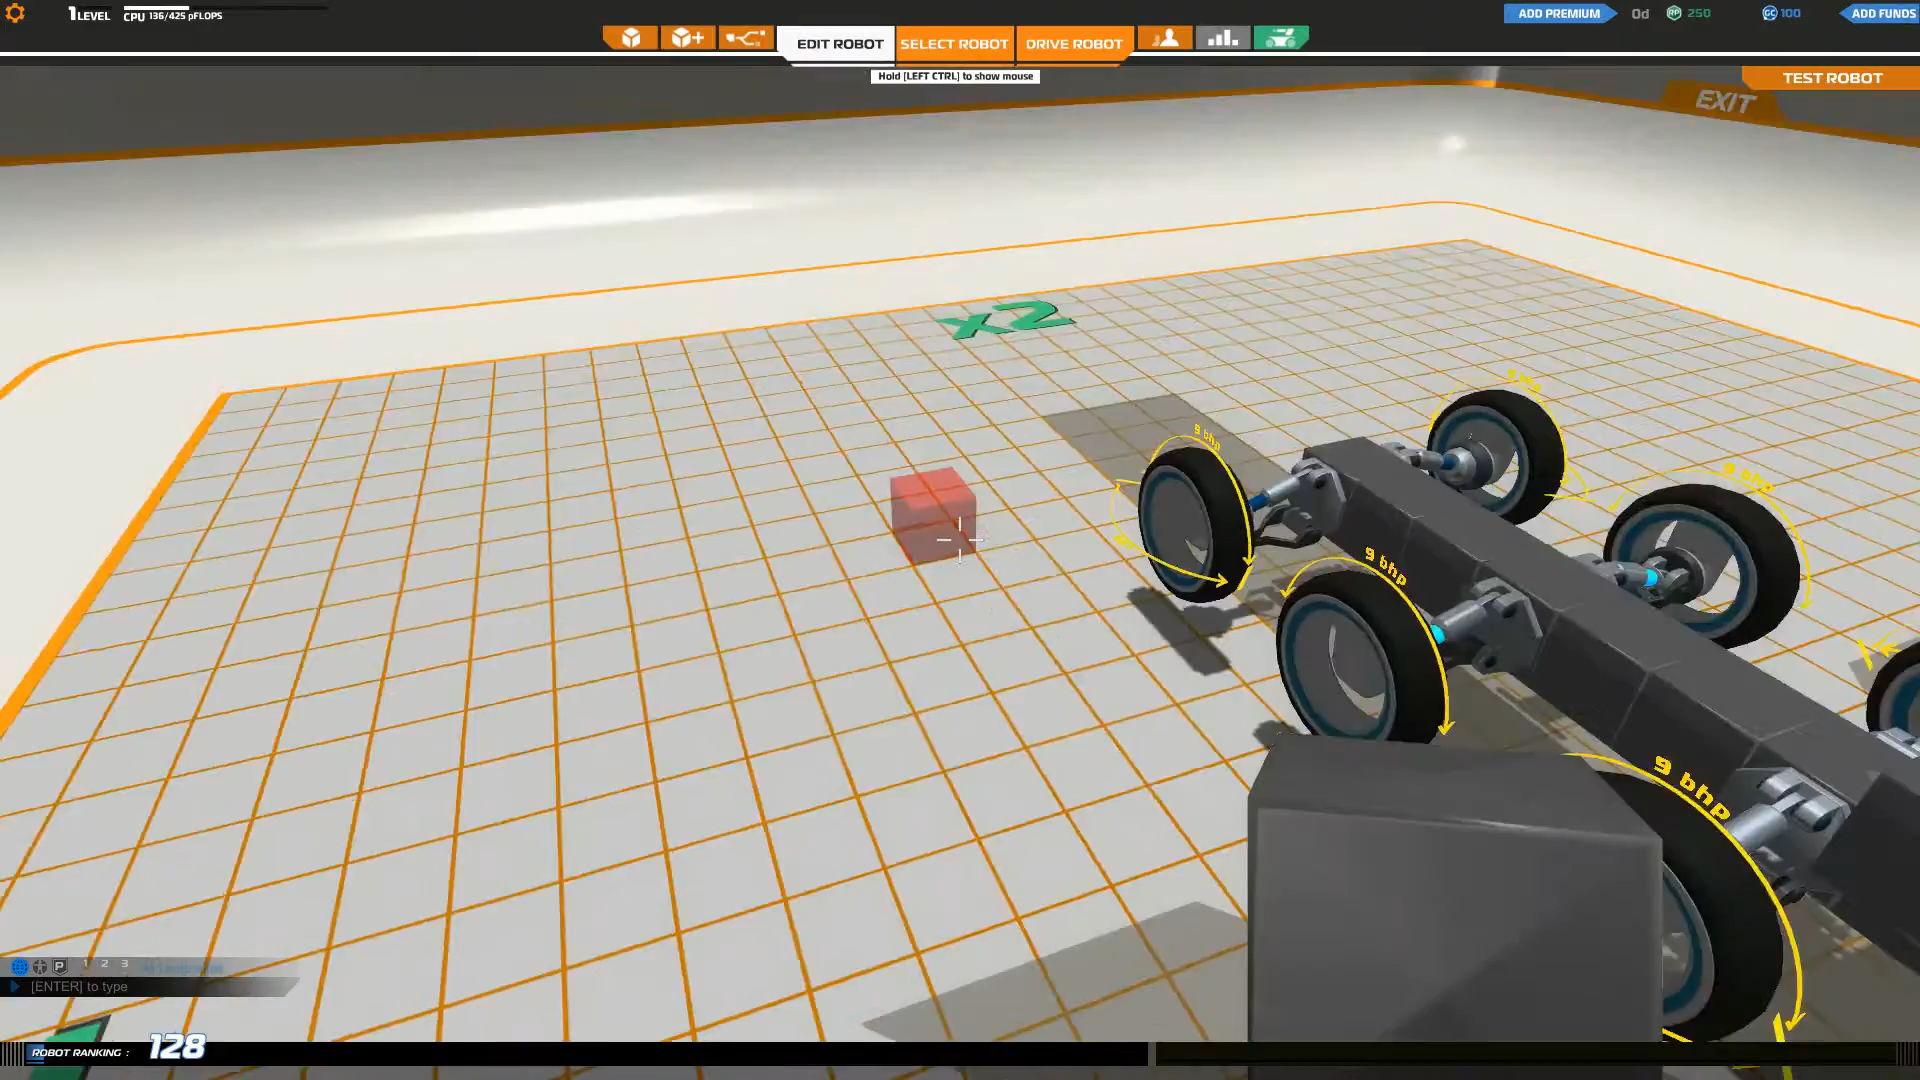 1 LEVEL CPU 136/425 pFLOPS
ADD PREMIUM 0d RP 250 GC 100 ADD FUNDS
EDIT ROBOT SELECT ROBOT DRIVE ROBOT
Hold [LEFT CTRL] to show mouse
TEST ROBOT
EXIT
x2
9 bhp
9 bhp
9 bhp
9 bhp
9 bhp
P 1 2 3
[ENTER] to type
ROBOT RANKING : 128